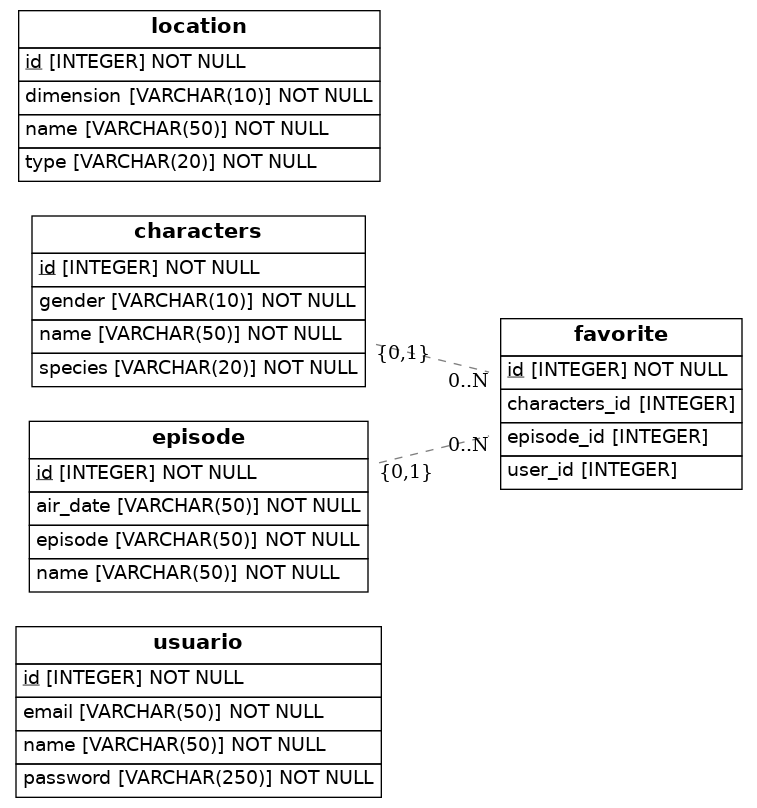 location
id [INTEGER] NOT NULL
dimension [VARCHAR(10)] NOT NULL
name [VARCHAR(50)] NOT NULL
type [VARCHAR(20)] NOT NULL
characters
id [INTEGER] NOT NULL
gender [VARCHAR(10)] NOT NULL
name [VARCHAR(50)] NOT NULL
species [VARCHAR(20)] NOT NULL
{0,1}
0..N
favorite
id [INTEGER] NOT NULL
characters_id [INTEGER]
episode_id [INTEGER]
user_id [INTEGER]
episode
id [INTEGER] NOT NULL
air_date [VARCHAR(50)] NOT NULL
episode [VARCHAR(50)] NOT NULL
name [VARCHAR(50)] NOT NULL
0..N
{0,1}
usuario
id [INTEGER] NOT NULL
email [VARCHAR(50)] NOT NULL
name [VARCHAR(50)] NOT NULL
password [VARCHAR(250)] NOT NULL